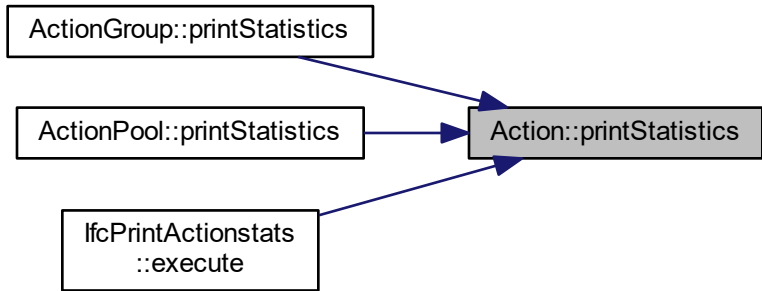 ActionGroup::printStatistics
ActionPool::printStatistics
Action::printStatistics
IfcPrintActionstats
::execute